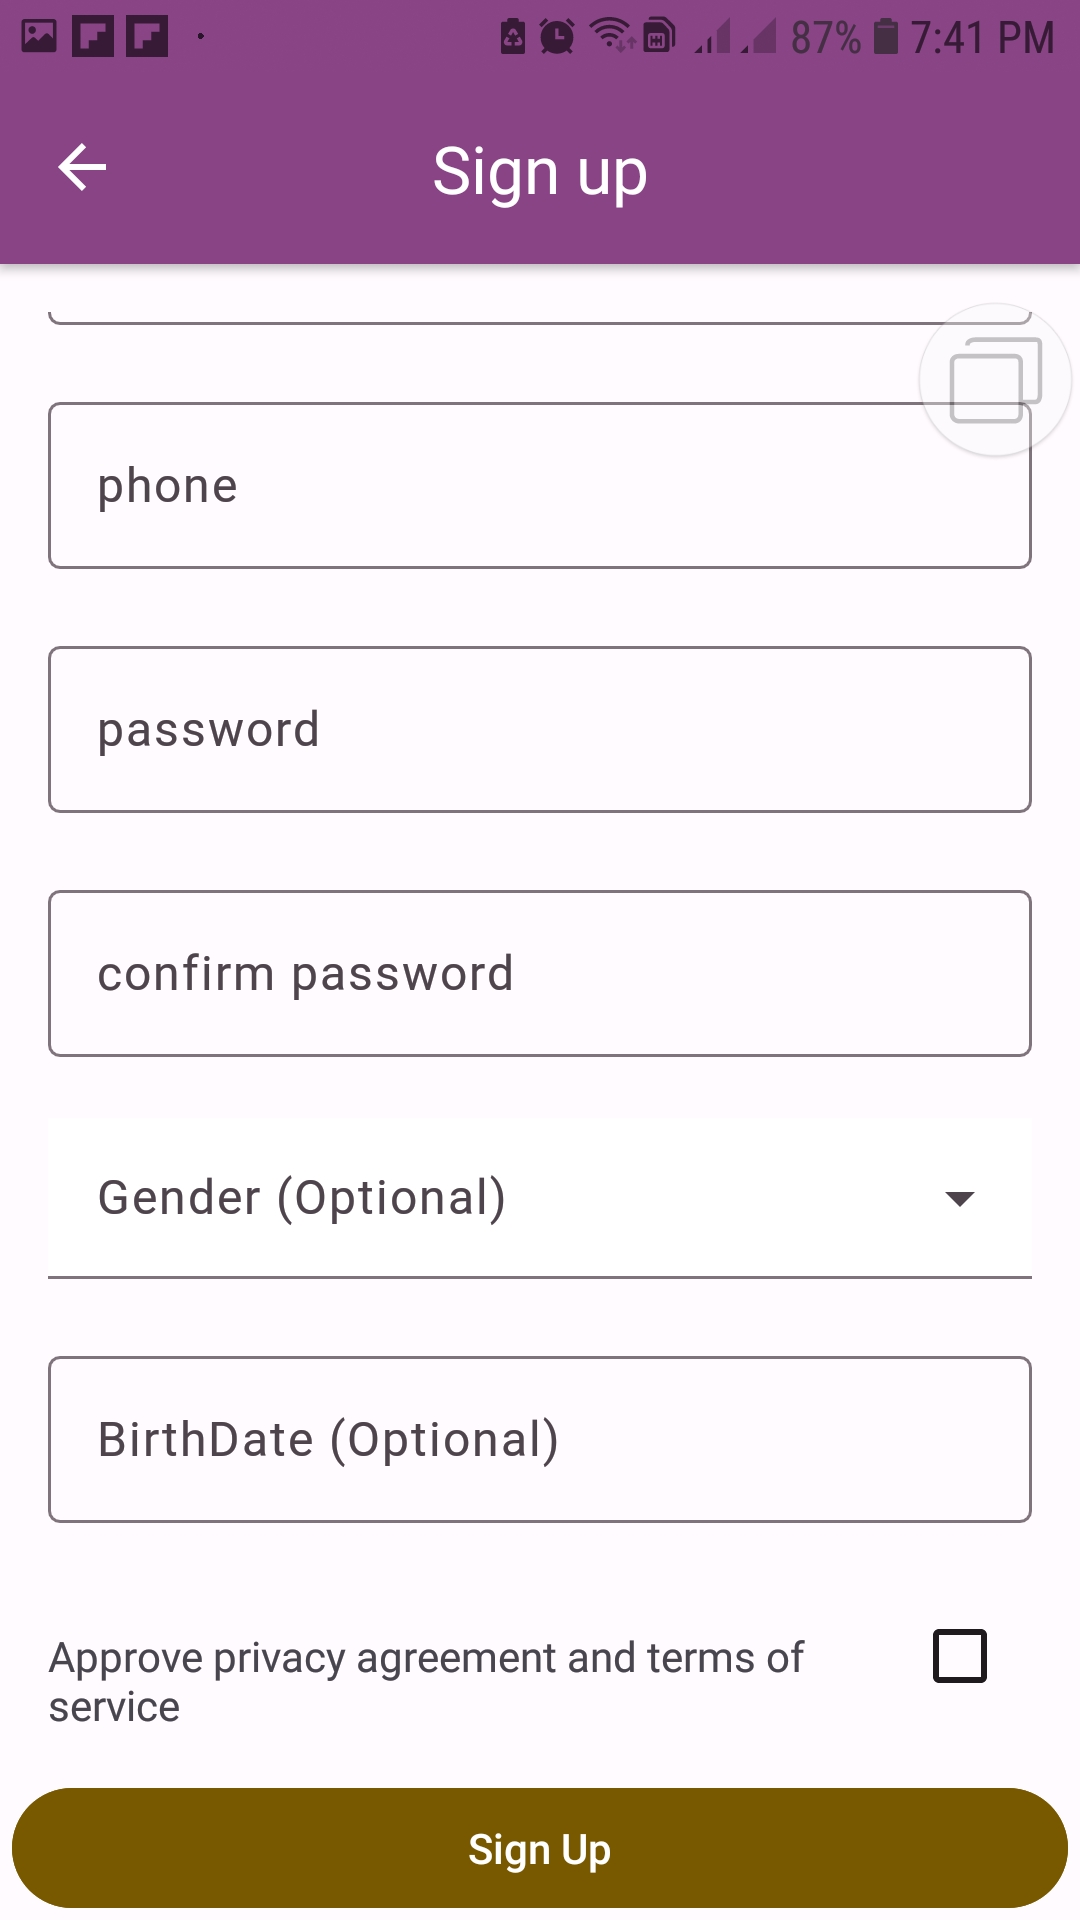 87% 7:41 PM
Sign up
phone
password
confirm password
Gender (Optional)
BirthDate (Optional)
Approve privacy agreement and terms of
service
Sign Up